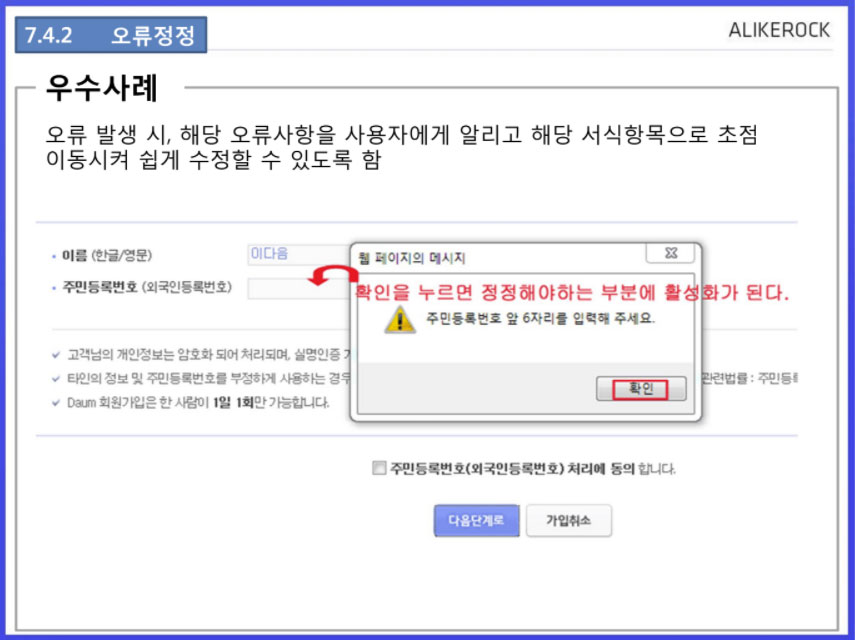 7.4.2 오류정정
ALIKEROCK
우수사례
오류 발생 시, 해당 오류사항을 사용자에게 알리고 해당 서식항목으로 초점
이동시켜 쉽게 수정할 수 있도록 함
이름 (한글/영문)
이다음
주민등록번호 (외국인등록번호)
웹 페이지의 메시지
확인을 누르면 정정해야하는 부분에 활성화가 된다.
주민등록번호 앞 6자리를 입력해 주세요.
확인
고객님의 개인정보는 암호화 되어 처리되며, 실명인증
타인의 정보 및 주민등록번호를 부정하게 사용하는 경우
관련법률 : 주민등록
Daum 회원가입은 한 사람이 1일 1회만 가능합니다.
주민등록번호(외국인등록번호) 처리에 동의 합니다.
다음단계로
가입취소